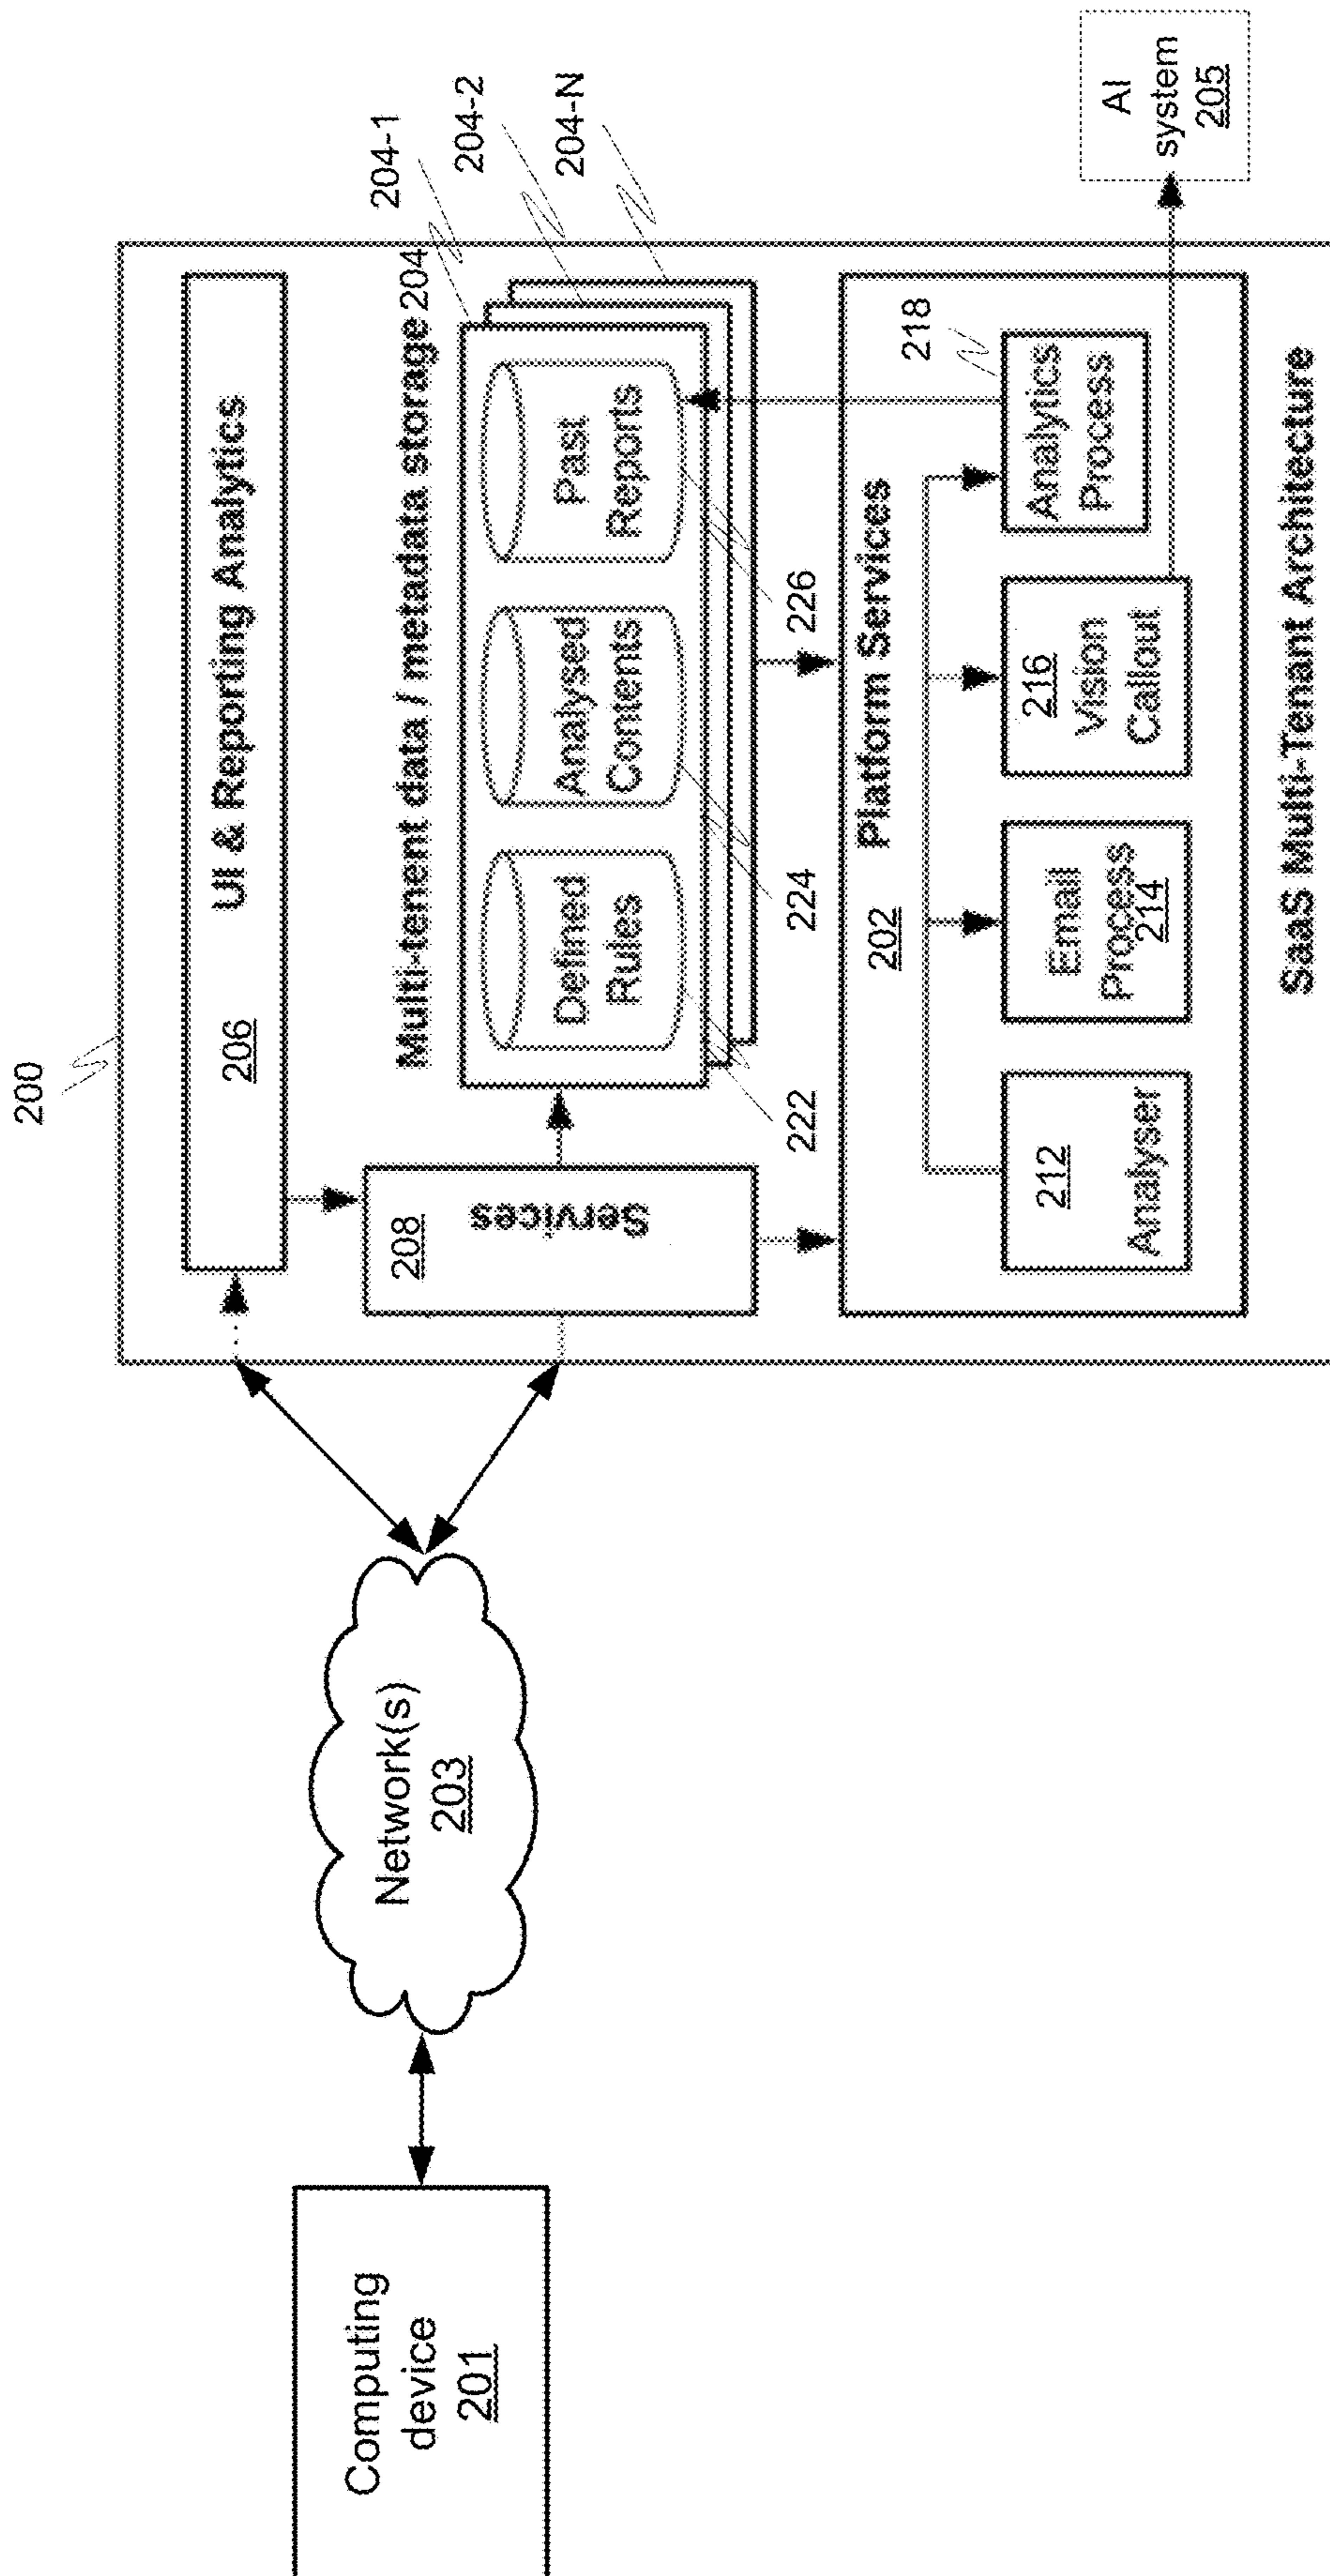 200
UI & Reporting Analytics
206
Multi-tenent data / metadata storage 204
204-1
204-2
204-N
208
Services
Defined
Rules
Analysed
Contents
Past
Reports
222
224
226
Computing
device
201
Network(s)
203
202
Platform Services
218
212
Analyser
Email
Process
214
216
Vision
Callout
Analytics
Process
AI
system
205
SaaS Multi-Tenant Architecture